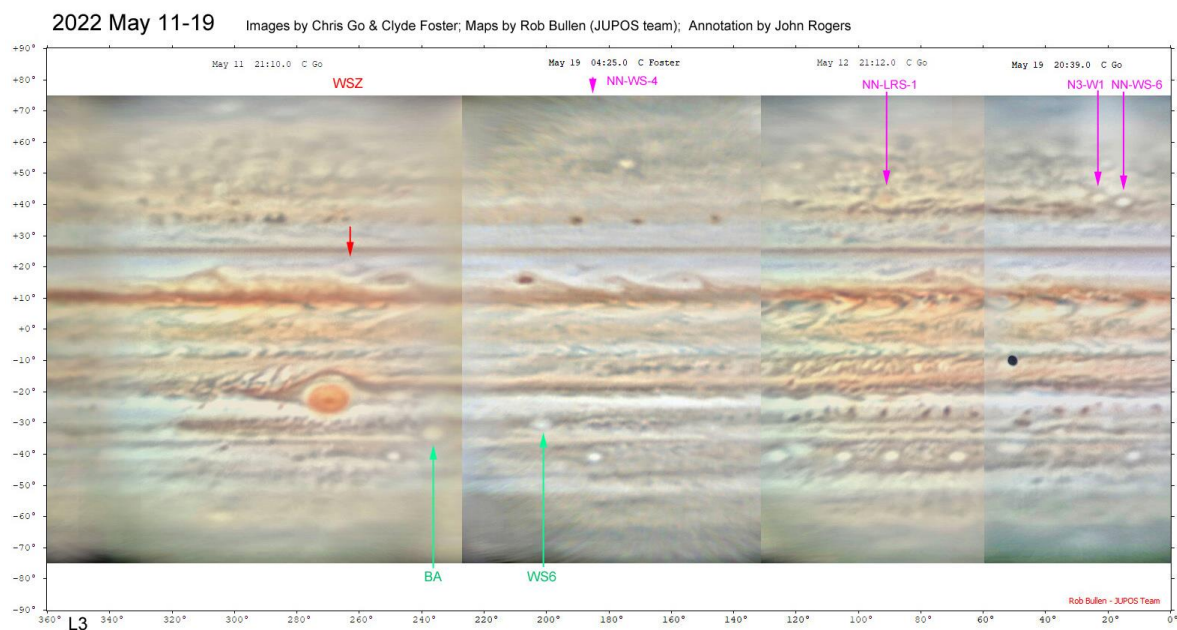 2022 May 11-19 Images by Chris Go & Clyde Foster; Maps by Rob Bullen (JUPOS team); Annotation by John Rogers
May 11 21:10.0 C Go
May 19 04:25.0 C Foster
May 12 21:12.0 C Go
May 19 20:39.0 C Go
WSZ
NN-WS-4
NN-LRS-1
N3-W1
NN-WS-6
+90°
+80°
+70°
+60°
+50°
+40°
+30°
+20°
+10°
+0°
-10°
-20°
-30°
-40°
-50°
-60°
-70°
-80°
-90°
BA
WS6
Rob Bullen - JUPOS Team
360° 340° 320° 300° 280° 260° 240° 220° 200° 180° 160° 140° 120° 100° 80° 60° 40° 20° 0°
L3